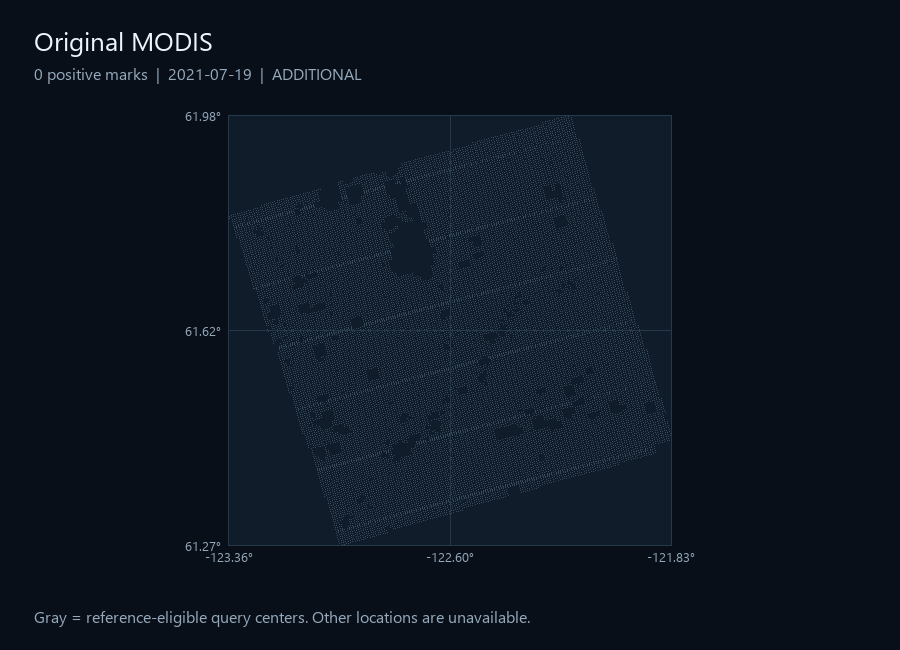 Original MODIS
0 positive marks | 2021-07-19 | ADDITIONAL
61.98°
61.62°
61.27°
-123.36° -122.60° -121.83°
Gray = reference-eligible query centers. Other locations are unavailable.